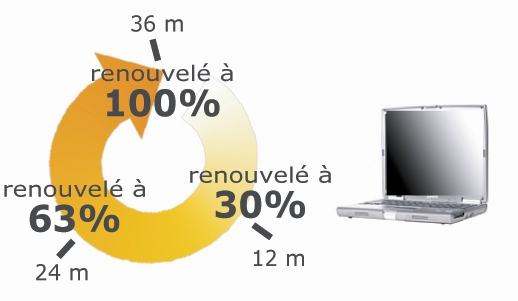 36 m
renouvelé à
100%
renouvelé à
30%
12 m
renouvelé à
63%
24 m